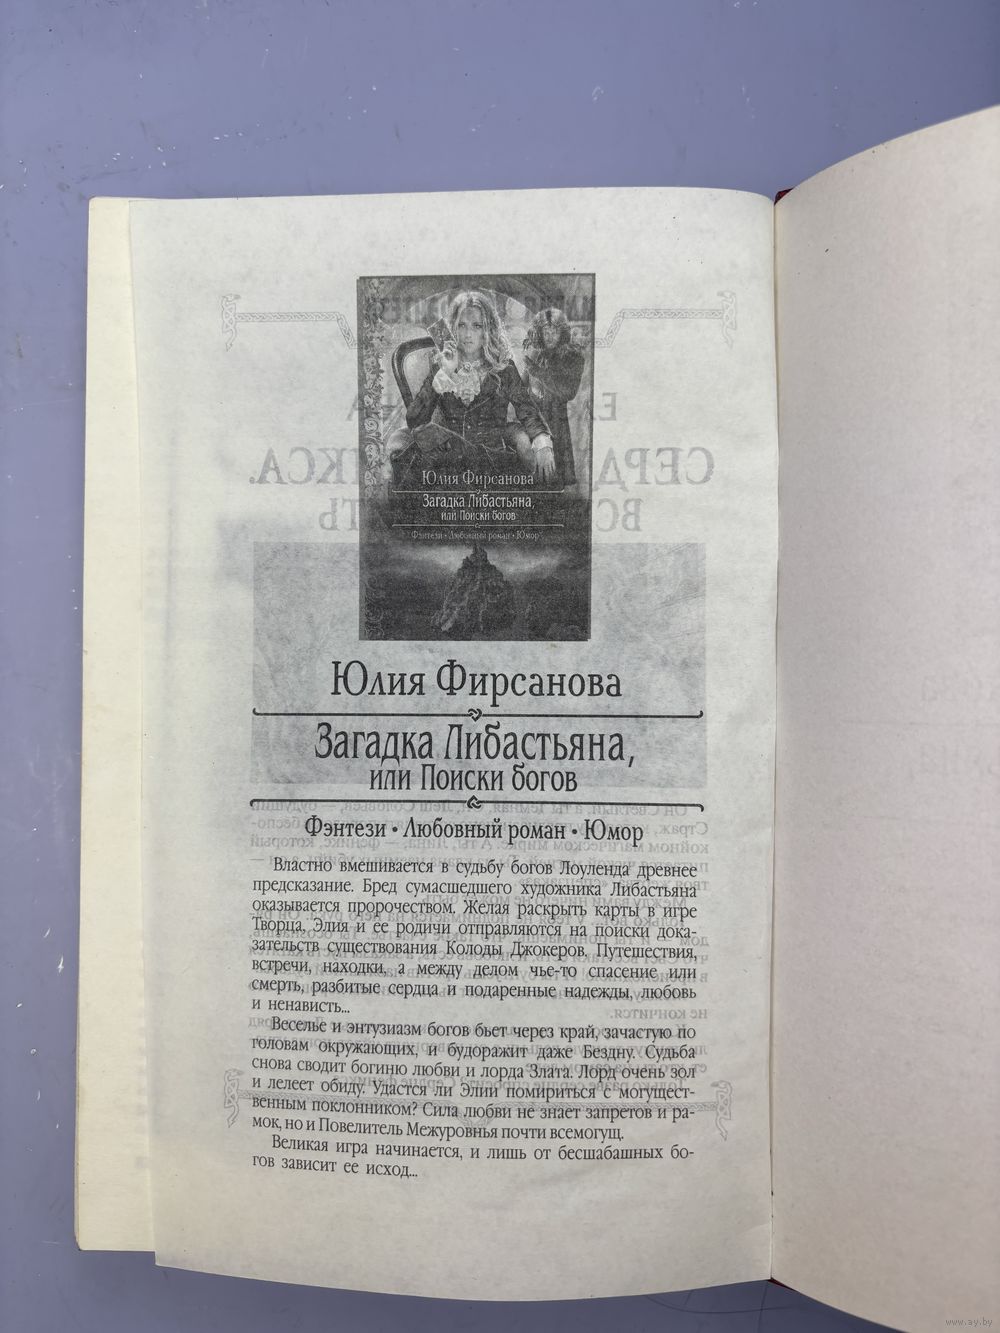 Юлия Фирсанова
Загадка Либастьяна,
или Поиски богов
Фэнтези • Любовный роман • Юмор
Юлия Фирсанова
Загадка Либастьяна,
или Поиски богов
Фэнтези • Любовный роман • Юмор
Властно вмешивается в судьбу богов Лоуленда древнее
предсказание. Бред сумасшедшего художника Либастьяна
оказывается пророчеством. Желая раскрыть карты в игре
Творца, Элия и ее родичи отправляются на поиски дока-
зательств существования Колоды Джокеров. Путешествия,
встречи, находки, а между делом чье-то спасение или
смерть, разбитые сердца и подаренные надежды, любовь
и ненависть...
Веселье и энтузиазм богов бьет через край, зачастую по
головам окружающих, и будоражит даже Бездну. Судьба
снова сводит богиню любви и лорда Злата. Лорд очень зол
и лелеет обиду. Удастся ли Элии помириться с могущест-
венным поклонником? Сила любви не знает запретов и ра-
мок, но и Повелитель Межуровнья почти всемогущ.
Великая игра начинается, и лишь от бесшабашных бо-
гов зависит ее исход...
www.ay.by